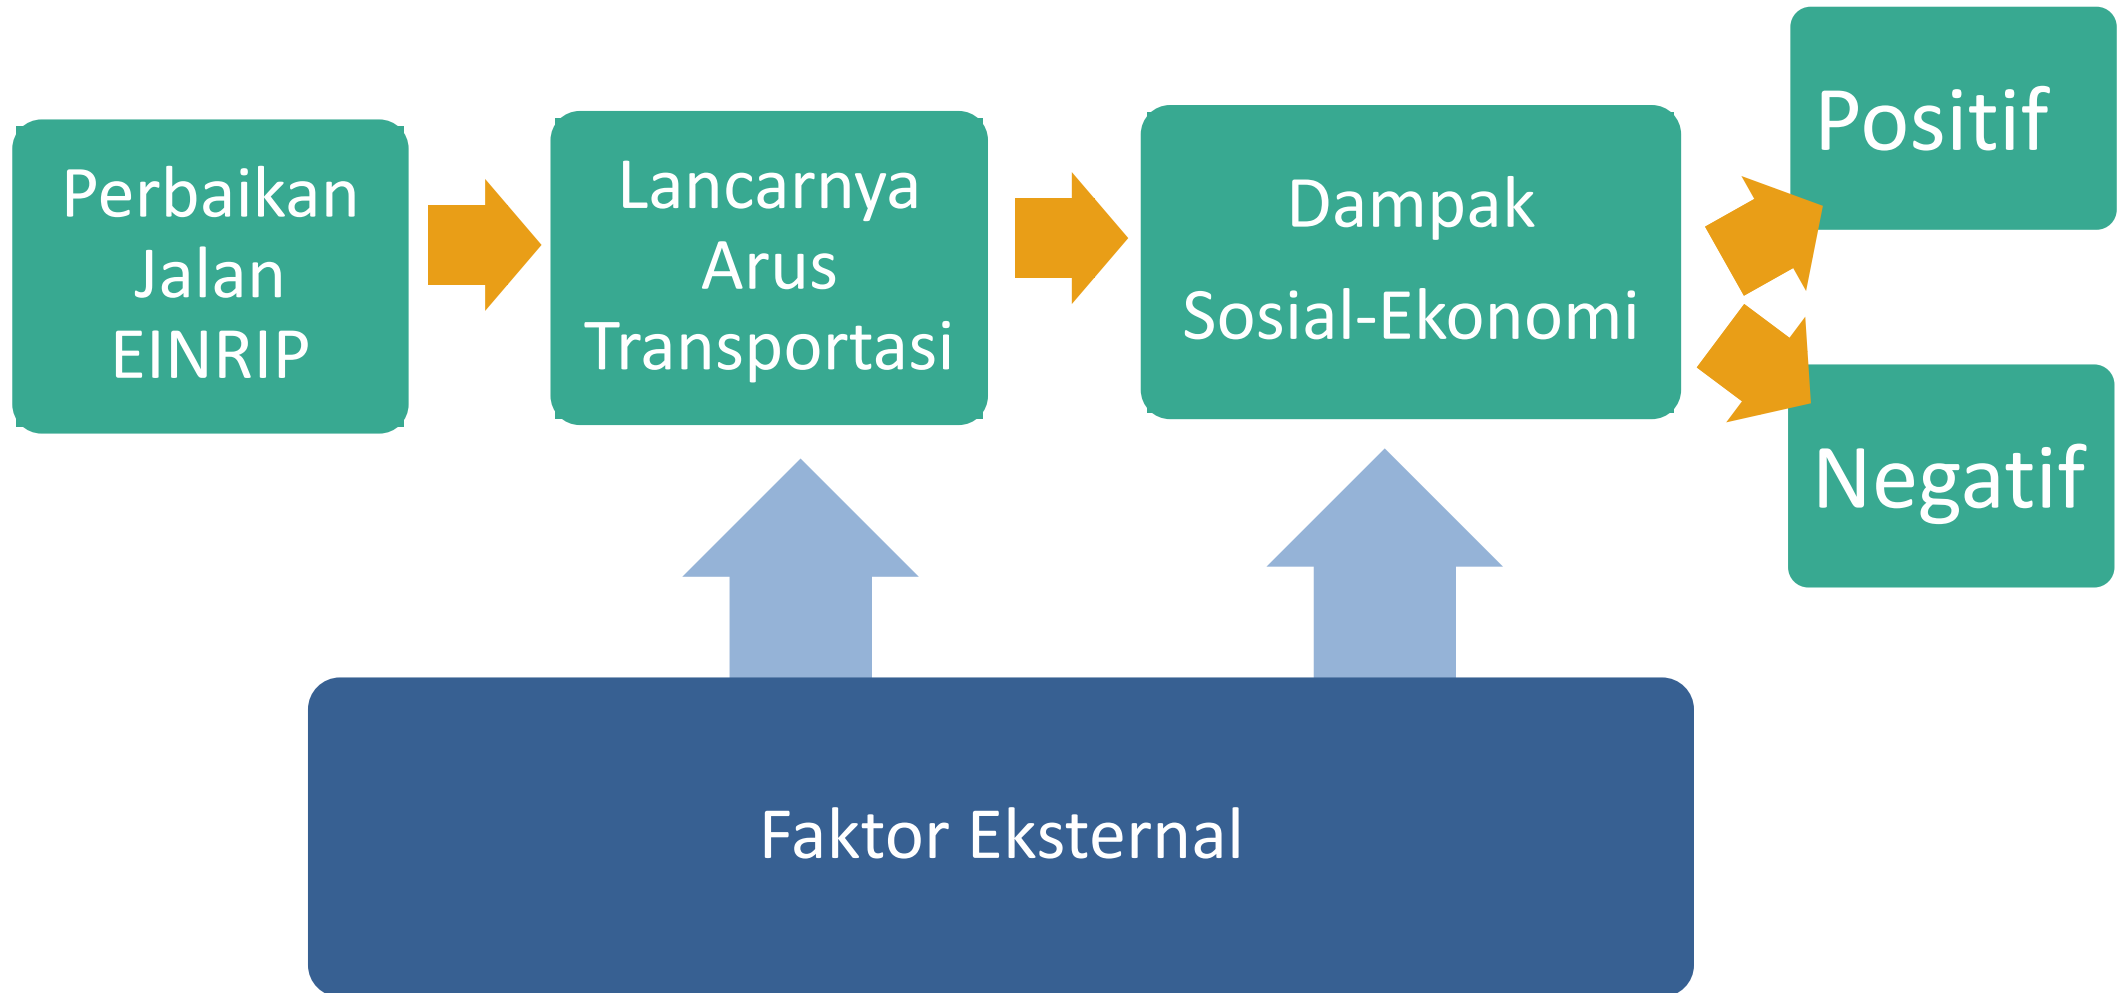 Perbaikan
Jalan
EINRIP
Lancarnya
Arus
Transportasi
Dampak
Sosial-Ekonomi
Positif
Negatif
Faktor Eksternal